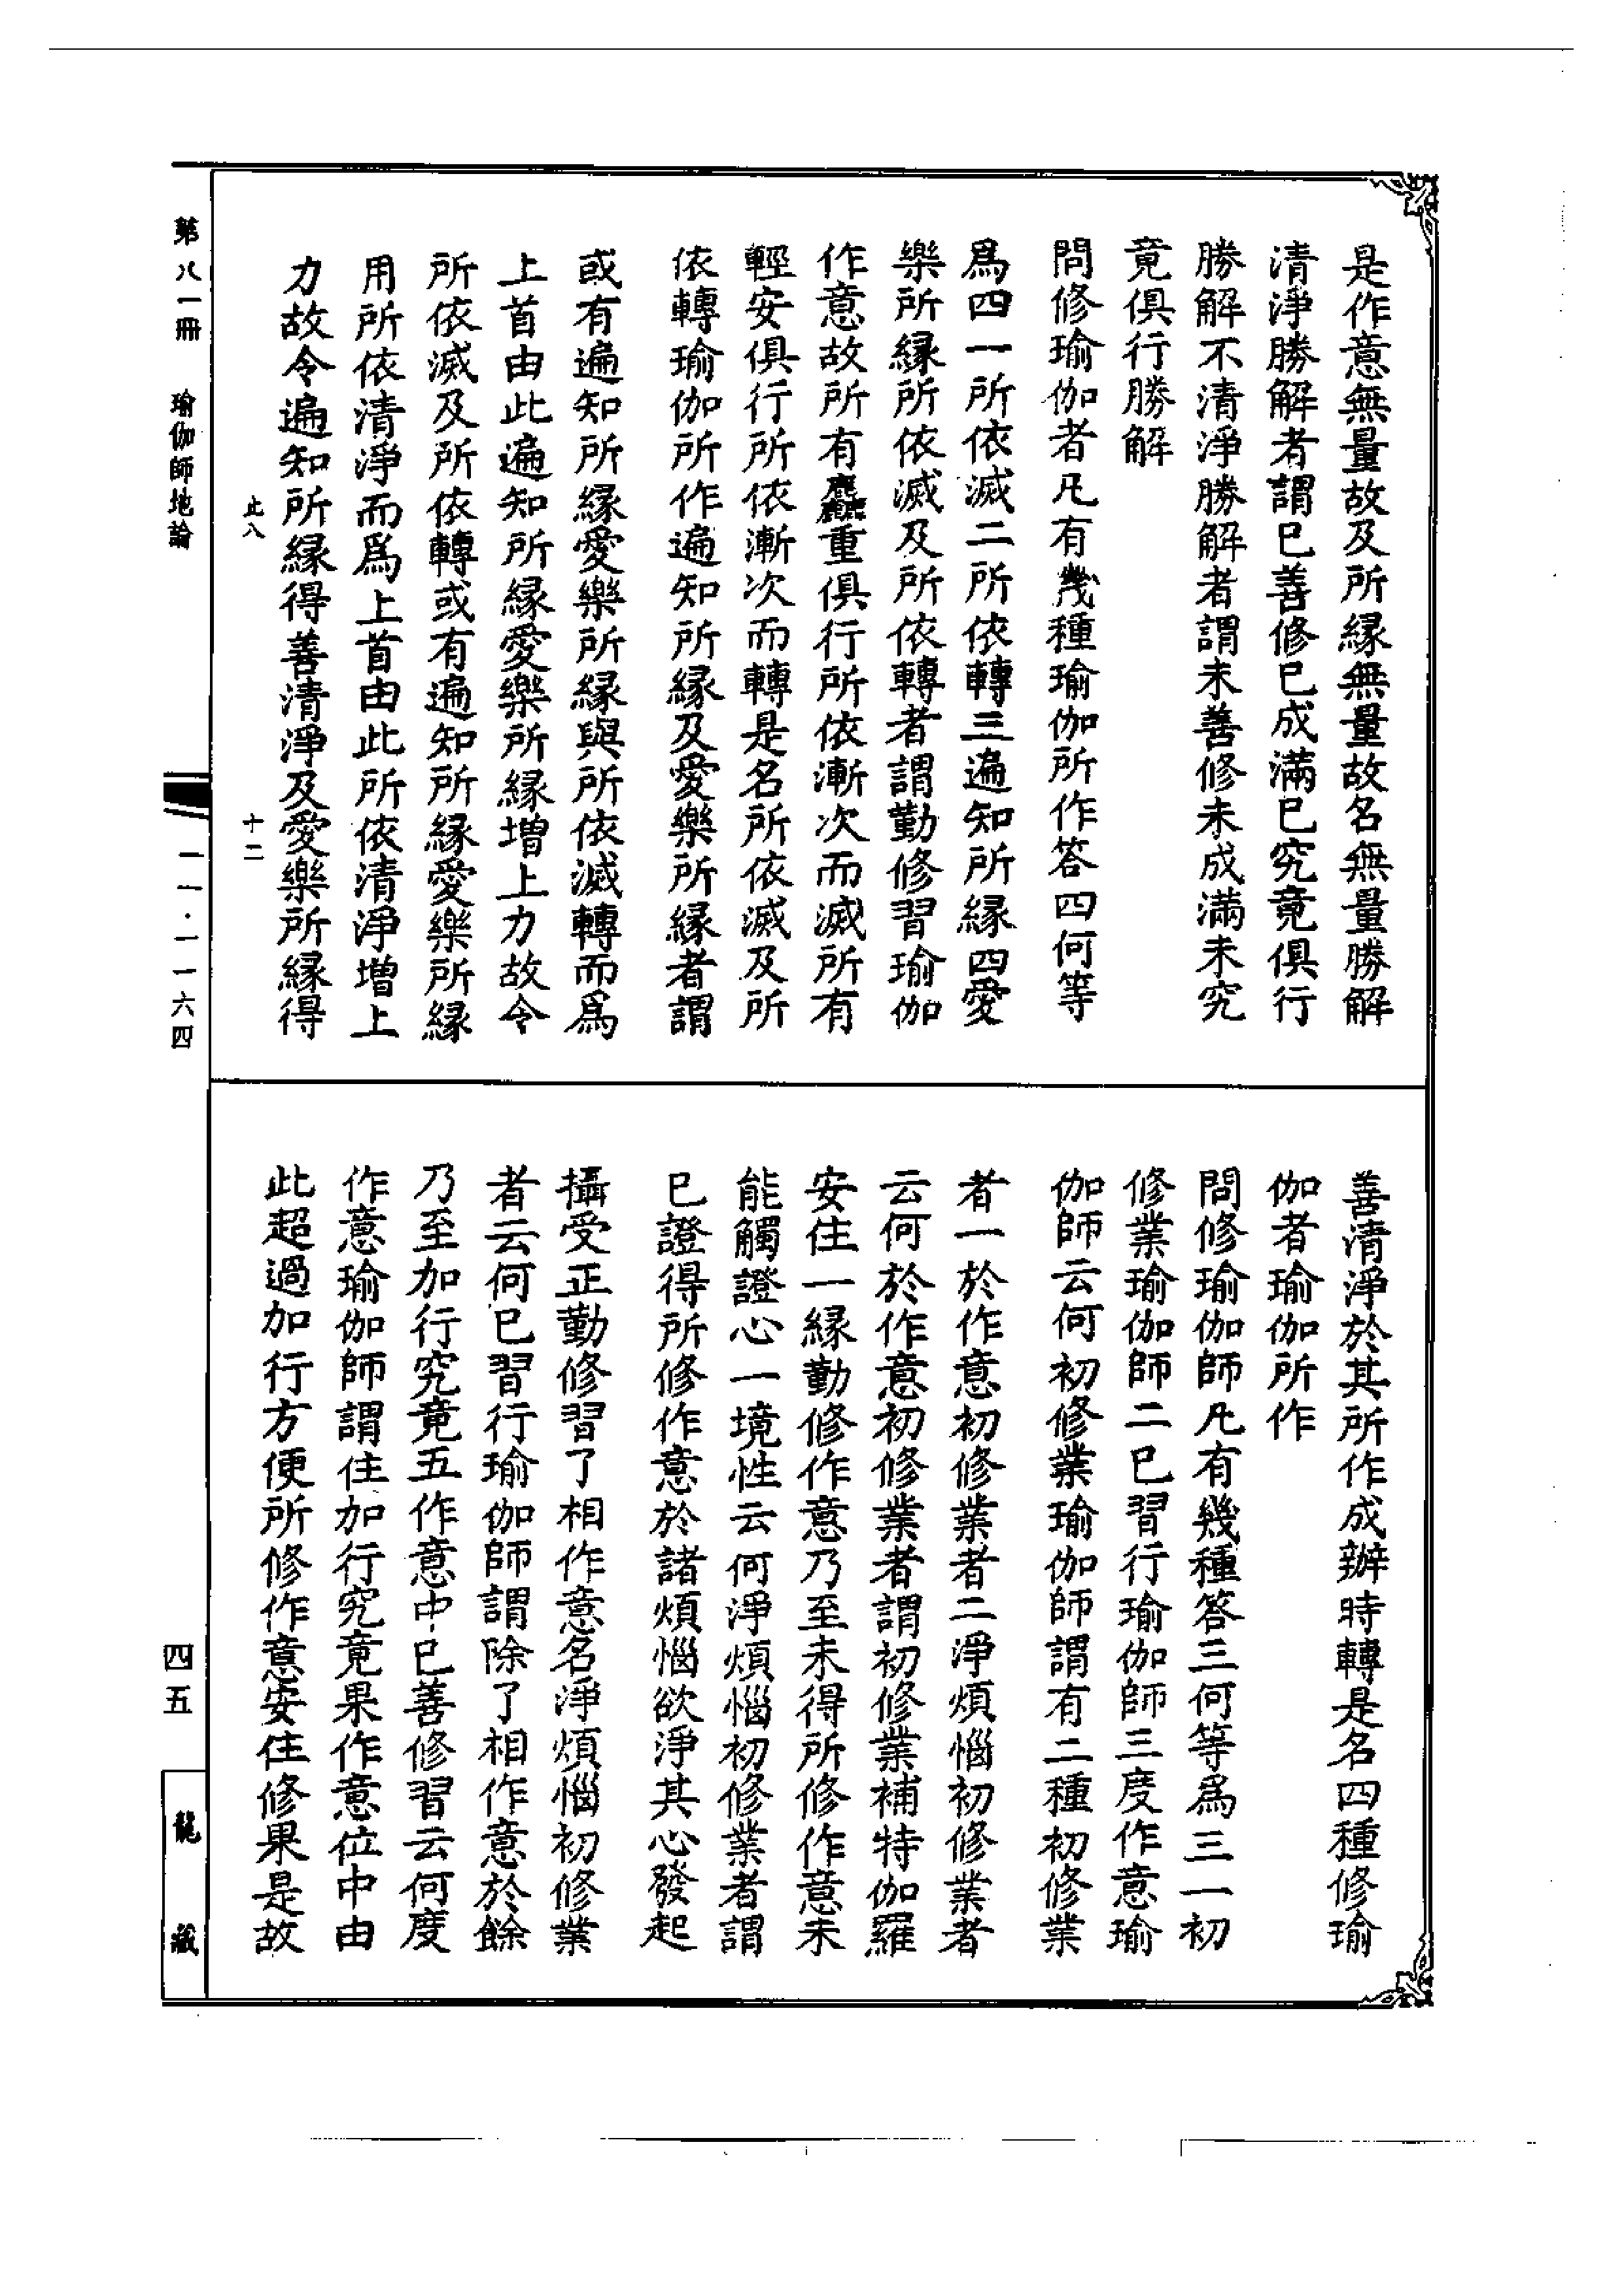 是作意無量故及所緣無量故名無量勝解
清淨勝解者謂已善修已成滿已究竟俱行
勝解不清淨勝解者謂未善修未成滿未究
竟俱行勝解
問修瑜伽者凡有幾種瑜伽所作答四何等
爲四一所依滅二所依轉三遍知所緣四愛
樂所緣所依滅及所依轉者謂勤修習瑜伽
作意故所有麤重俱行所依漸次而滅所有
輕安俱行所依漸次而轉是名所依滅及所
依轉瑜伽所作遍知所緣及愛樂所緣者謂
或有遍知所緣愛樂所緣與所依滅轉而爲
上首由此遍知所緣愛樂所緣增上力故令
所依滅及所依轉或有遍知所緣愛樂所緣
用所依清淨而爲上首由此所依清淨增上
力故令遍知所緣得善清淨及愛樂所緣得
止八
十二
善清淨於其所作成辦時轉是名四種修瑜
伽者瑜伽所作
問修瑜伽師凡有幾種答三何等爲三一初
修業瑜伽師二已習行瑜伽師三度作意瑜
伽師云何初修業瑜伽師謂有二種初修業
者一於作意初修業者二淨煩惱初修業者
云何於作意初修業者謂初修業補特伽羅
安住一緣勤修作意乃至未得所修作意未
能觸證心一境性云何淨煩惱初修業者謂
已證得所修作意於諸煩惱欲淨其心發起
攝受正勤修習了相作意名淨煩惱初修業
者云何已習行瑜伽師謂除了相作意於餘
乃至加行究竟五作意中已善修習云何度
作意瑜伽師謂住加行究竟果作意位中由
此超過加行方便所修作意安住修果是故
第八一冊
瑜伽師地論
一一·一一六四
四五
龍藏